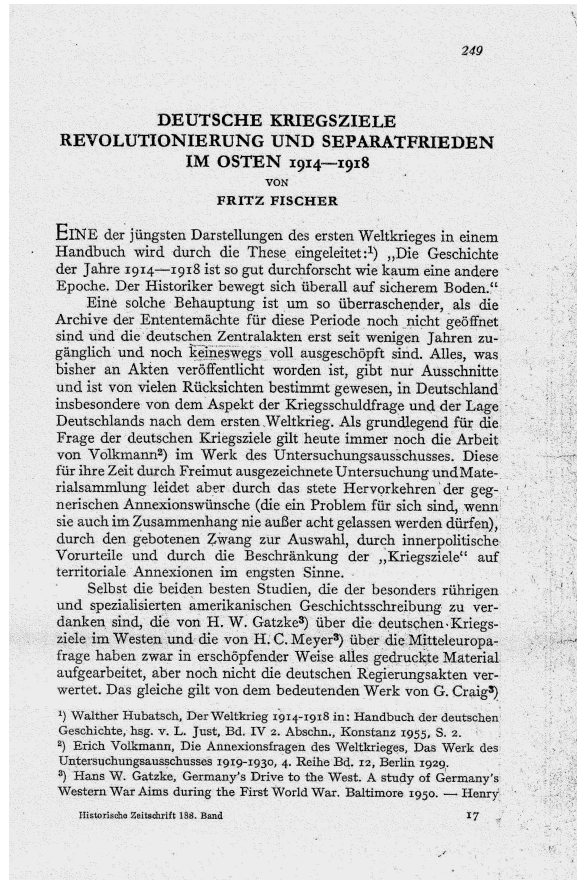 249
DEUTSCHE KRIEGSZIELE
REVOLUTIONIERUNG UND SEPARATFRIEDEN
IM OSTEN 1914—1918
VON
FRITZ FISCHER
EINE der jüngsten Darstellungen des ersten Weltkrieges in einem
Handbuch wird durch die These eingeleitet:¹) „Die Geschichte
der Jahre 1914—1918 ist so gut durchforscht wie kaum eine andere
Epoche. Der Historiker bewegt sich überall auf sicherem Boden.“
Eine solche Behauptung ist um so überraschender, als die
Archive der Ententemächte für diese Periode noch nicht geöffnet
sind und die deutschen Zentralakten erst seit wenigen Jahren zu-
gänglich und noch keineswegs voll ausgeschöpft sind. Alles, was
bisher an Akten veröffentlicht worden ist, gibt nur Ausschnitte
und ist von vielen Rücksichten bestimmt gewesen, in Deutschland
insbesondere von dem Aspekt der Kriegsschuldfrage und der Lage
Deutschlands nach dem ersten Weltkrieg. Als grundlegend für die
Frage der deutschen Kriegsziele gilt heute immer noch die Arbeit
von Volkmann²) im Werk des Untersuchungsausschusses. Diese
für ihre Zeit durch Freimut ausgezeichnete Untersuchung und Mate-
rialsammlung leidet aber durch das stete Hervorkehren der geg-
nerischen Annexionswünsche (die ein Problem für sich sind, wenn
sie auch im Zusammenhang nie außer acht gelassen werden dürfen),
durch den gebotenen Zwang zur Auswahl, durch innerpolitische
Vorurteile und durch die Beschränkung der „Kriegsziele“ auf
territoriale Annexionen im engsten Sinne.
Selbst die beiden besten Studien, die der besonders rührigen
und spezialisierten amerikanischen Geschichtsschreibung zu ver-
danken sind, die von H. W. Gatzke³) über die deutschen Kriegs-
ziele im Westen und die von H. C. Meyer³) über die Mitteleuropa-
frage haben zwar in erschöpfender Weise alles gedruckte Material
aufgearbeitet, aber noch nicht die deutschen Regierungsakten ver-
wertet. Das gleiche gilt von dem bedeutenden Werk von G. Craig³)
¹) Walther Hubatsch, Der Weltkrieg 1914-1918 in: Handbuch der deutschen
Geschichte, hsg. v. L. Just, Bd. IV 2. Abschn., Konstanz 1955, S. 2.
²) Erich Volkmann, Die Annexionsfragen des Weltkrieges, Das Werk des
Untersuchungsausschusses 1919-1930, 4. Reihe Bd. 12, Berlin 1929.
³) Hans W. Gatzke, Germany's Drive to the West. A study of Germany's
Western War Aims during the First World War. Baltimore 1950. — Henry
Historische Zeitschrift 188. Band 17